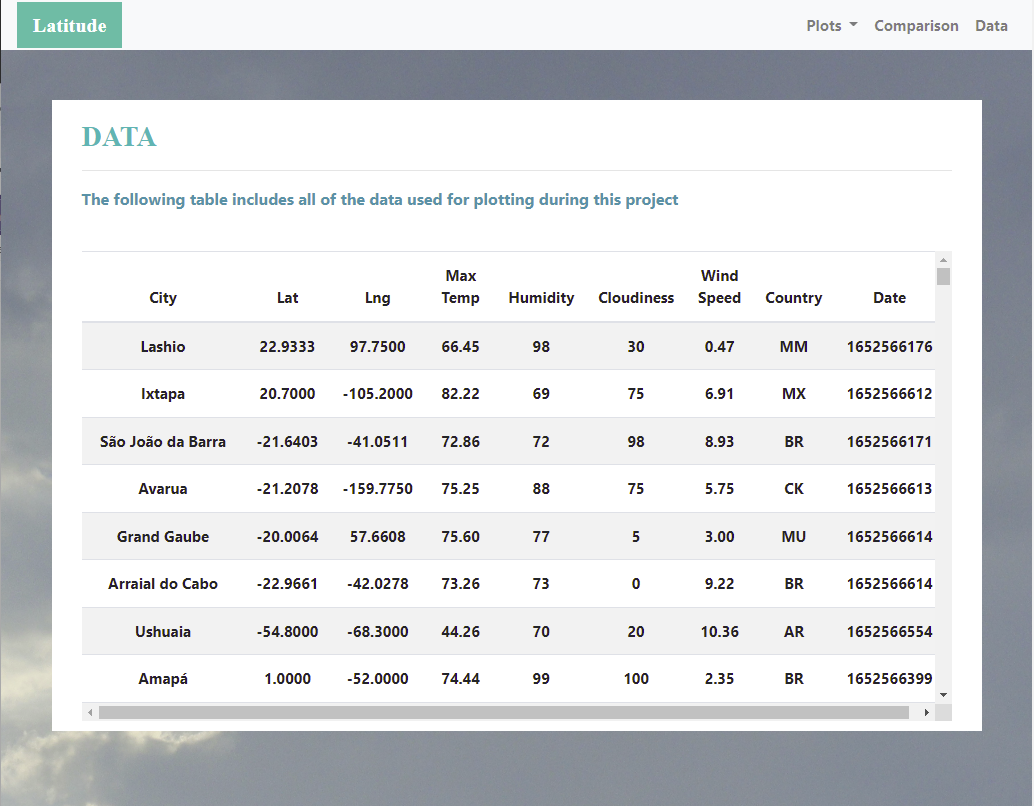 Latitude
Plots Comparison Data
DATA
The following table includes all of the data used for plotting during this project
City Lat Lng Max Temp Humidity Cloudiness Wind Speed Country Date
Lashio 22.9333 97.7500 66.45 98 30 0.47 MM 1652566176
Ixtapa 20.7000 -105.2000 82.22 69 75 6.91 MX 1652566612
São João da Barra -21.6403 -41.0511 72.86 72 98 8.93 BR 1652566171
Avarua -21.2078 -159.7750 75.25 88 75 5.75 CK 1652566613
Grand Gaube -20.0064 57.6608 75.60 77 5 3.00 MU 1652566614
Arraial do Cabo -22.9661 -42.0278 73.26 73 0 9.22 BR 1652566614
Ushuaia -54.8000 -68.3000 44.26 70 20 10.36 AR 1652566554
Amapá 1.0000 -52.0000 74.44 99 100 2.35 BR 1652566399